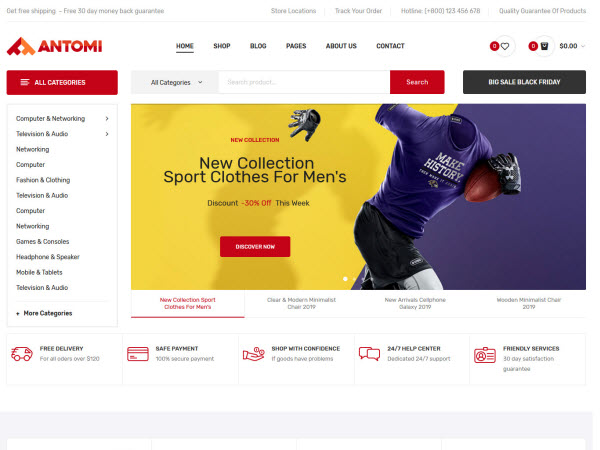 Get free shipping – Free 30 day money back guarantee
Store Locations
Track Your Order
Hotline: (+800) 123 456 678
Quality Guarantee Of Products
ANTOMI
HOME
SHOP
BLOG
PAGES
ABOUT US
CONTACT
0
0
$0.00
ALL CATEGORIES
All Categories
Search product...
Search
BIG SALE BLACK FRIDAY
Computer & Networking
Television & Audio
Networking
Computer
Fashion & Clothing
Television & Audio
Computer
Networking
Games & Consoles
Headphone & Speaker
Mobile & Tablets
Television & Audio
+ More Categories
NEW COLLECTION
New Collection
Sport Clothes For Men's
Discount -30% Off This Week
DISCOVER NOW
MAKE
HISTORY
New Collection Sport
Clothes For Men's
Clear & Modern Minimalist
Chair 2019
New Arrivals Cellphone
Galexy 2019
Wooden Minimalist Chair
2019
FREE DELIVERY
For all oders over $120
SAFE PAYMENT
100% secure payment
SHOP WITH CONFIDENCE
If goods have problems
24/7 HELP CENTER
Dedicated 24/7 support
FRIENDLY SERVICES
30 day satisfaction
guarantee